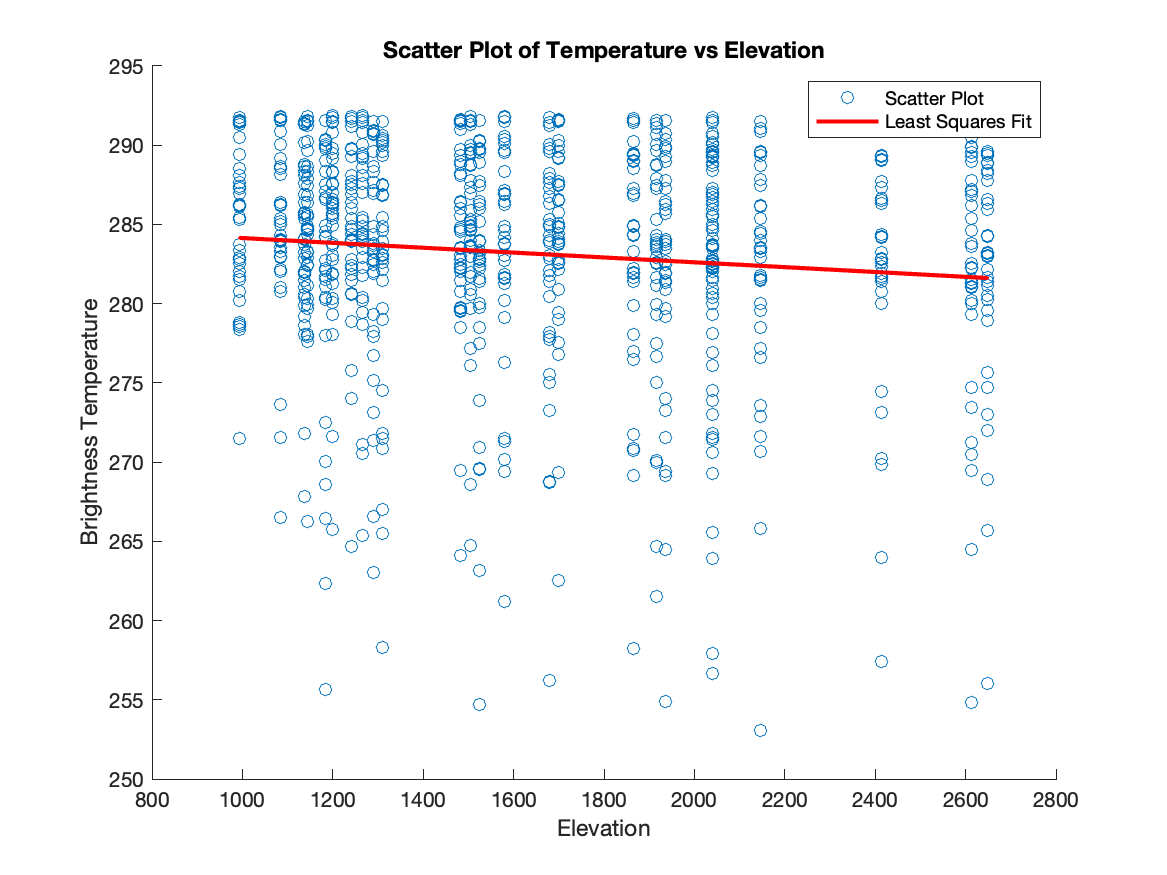 Scatter Plot of Temperature vs Elevation
295
290
285
280
275
270
265
260
255
250
Brightness Temperature
Scatter Plot
Least Squares Fit
800 1000 1200 1400 1600 1800 2000 2200 2400 2600 2800
Elevation